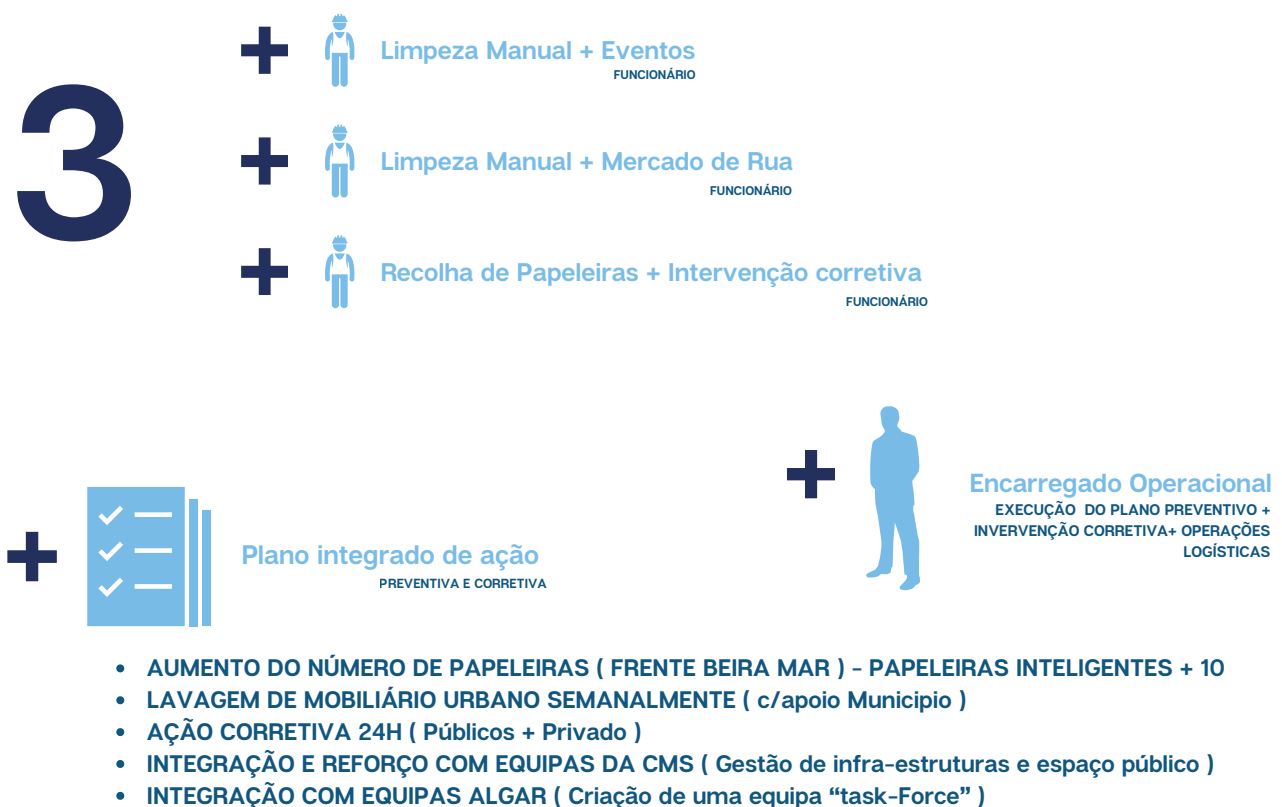 3
+ Limpeza Manual + Eventos
FUNCIONÁRIO
+ Limpeza Manual + Mercado de Rua
FUNCIONÁRIO
+ Recolha de Papeleiras + Intervenção corretiva
FUNCIONÁRIO
+ Encarregado Operacional
EXECUÇÃO DO PLANO PREVENTIVO +
INVERVENÇÃO CORRETIVA+ OPERAÇÕES
LOGÍSTICAS
+ Plano integrado de ação
PREVENTIVA E CORRETIVA
• AUMENTO DO NÚMERO DE PAPELEIRAS ( FRENTE BEIRA MAR ) - PAPELEIRAS INTELIGENTES + 10
• LAVAGEM DE MOBILIÁRIO URBANO SEMANALMENTE ( c/apoio Municipio )
• AÇÃO CORRETIVA 24H ( Públicos + Privado )
• INTEGRAÇÃO E REFORÇO COM EQUIPAS DA CMS ( Gestão de infra-estruturas e espaço público )
• INTEGRAÇÃO COM EQUIPAS ALGAR ( Criação de uma equipa “task-Force” )